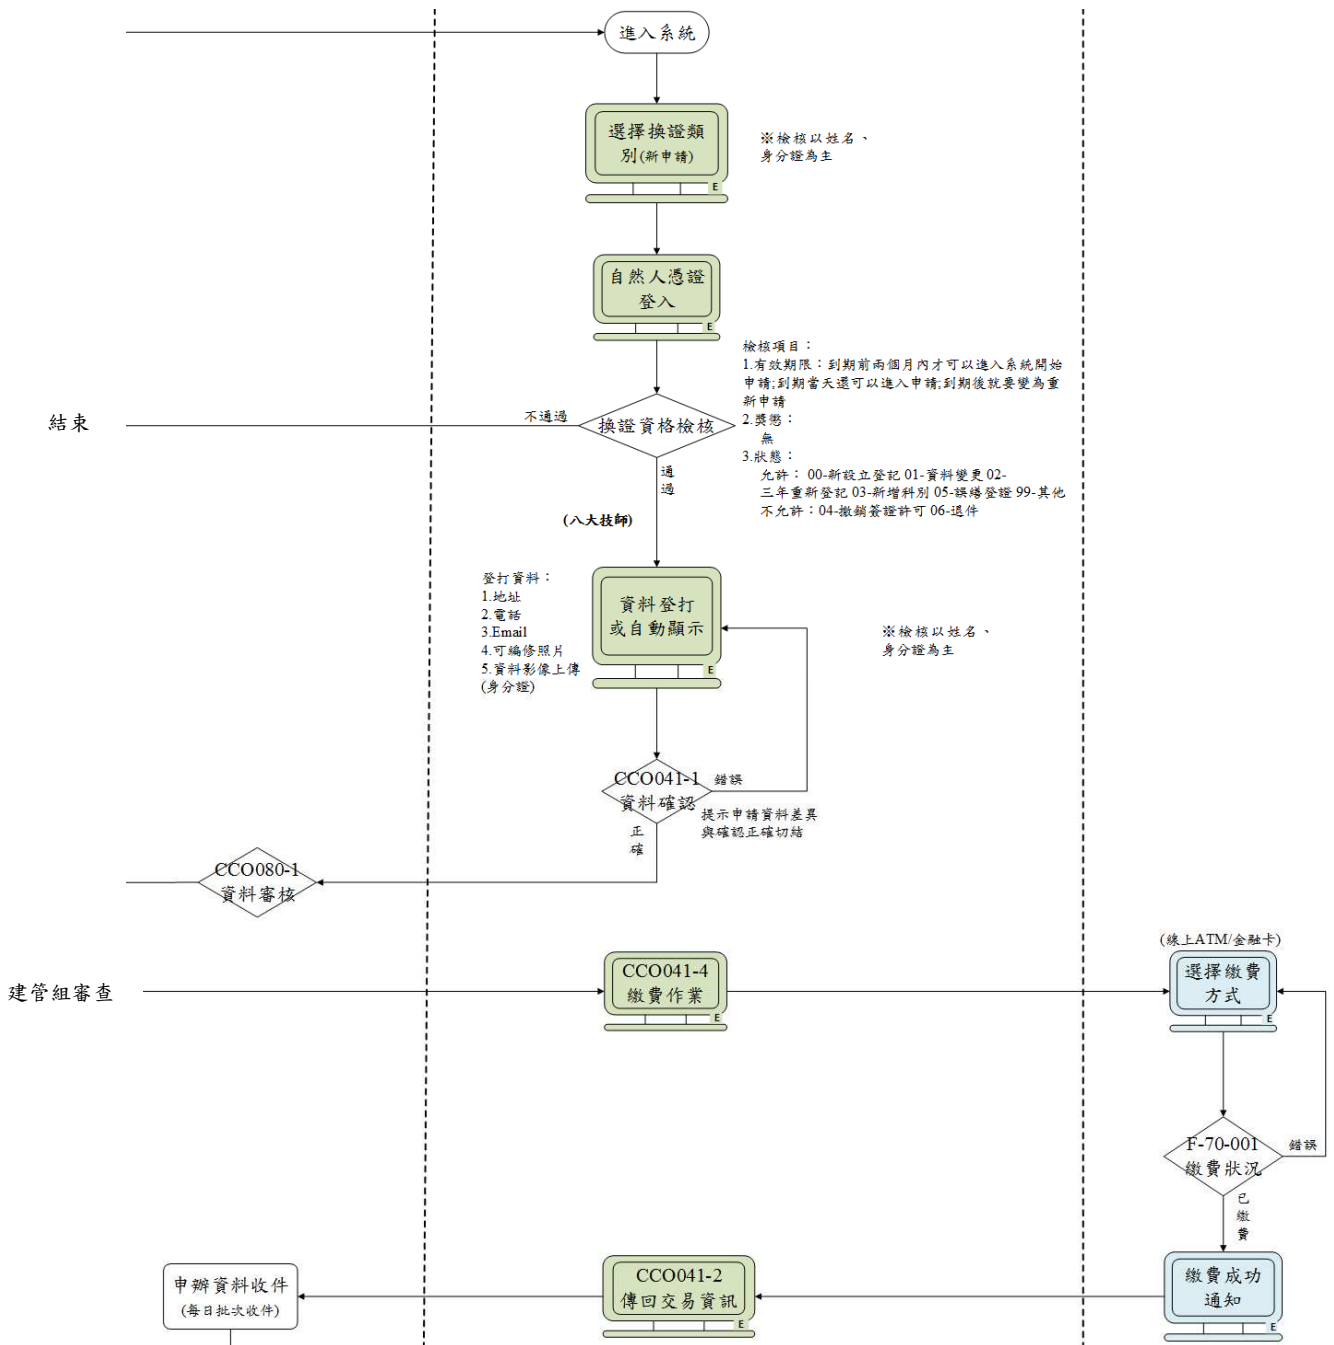 進入系統
選擇換證類
別(新申請)
E
※檢核以姓名、
身分證為主
自然人憑證
登入
E
檢核項目：
1.有效期限：到期前兩個月內才可以進入系統開始
申請;到期當天還可以進入申請;到期後就要變為重
新申請
2.獎懲：
無
3.狀態：
允許： 00-新設立登記 01-資料變更 02-
三年重新登記 03-新增科別 05-誤繕登證 99-其他
不允許：04-撤銷簽證許可 06-退件
結束
不通過
換證資格檢核
通
過
(八大技師)
登打資料：
1.地址
2.電話
3.Email
4.可編修照片
5.資料影像上傳
(身分證)
資料登打
或自動顯示
E
※檢核以姓名、
身分證為主
CCO041-1
資料確認
錯誤
提示申請資料差異
與確認正確切結
正
確
CCO080-1
資料審核
建管組審查
CCO041-4
繳費作業
E
(線上ATM/金融卡)
選擇繳費
方式
E
F-70-001
繳費狀況
錯誤
已
繳
費
申辦資料收件
(每日批次收件)
CCO041-2
傳回交易資訊
E
繳費成功
通知
E